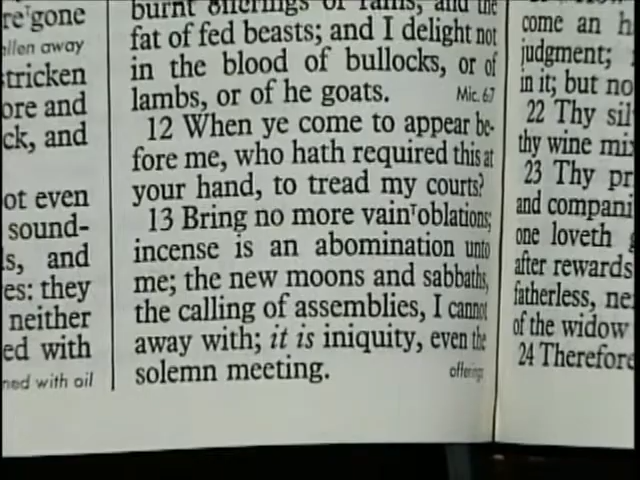 re gone
allen away
tricken
ore and
ck, and
ot even
sound-
s, and
es: they
neither
ed with
ned with oil
burnt offerings of rams, and the
fat of fed beasts; and I delight not
in the blood of bullocks, or of
lambs, or of he goats. Mic. 6.7
12 When ye come to appear be-
fore me, who hath required this at
your hand, to tread my courts?
13 Bring no more vain ᵀoblations;
incense is an abomination unto
me; the new moons and sabbaths,
the calling of assemblies, I cannot
away with; it is iniquity, even the
solemn meeting. offerings
come an h
judgment;
in it; but no
22 Thy sil
thy wine mix
23 Thy pr
and compani
one loveth
after rewards
fatherless, ne
of the widow
24 Therefore